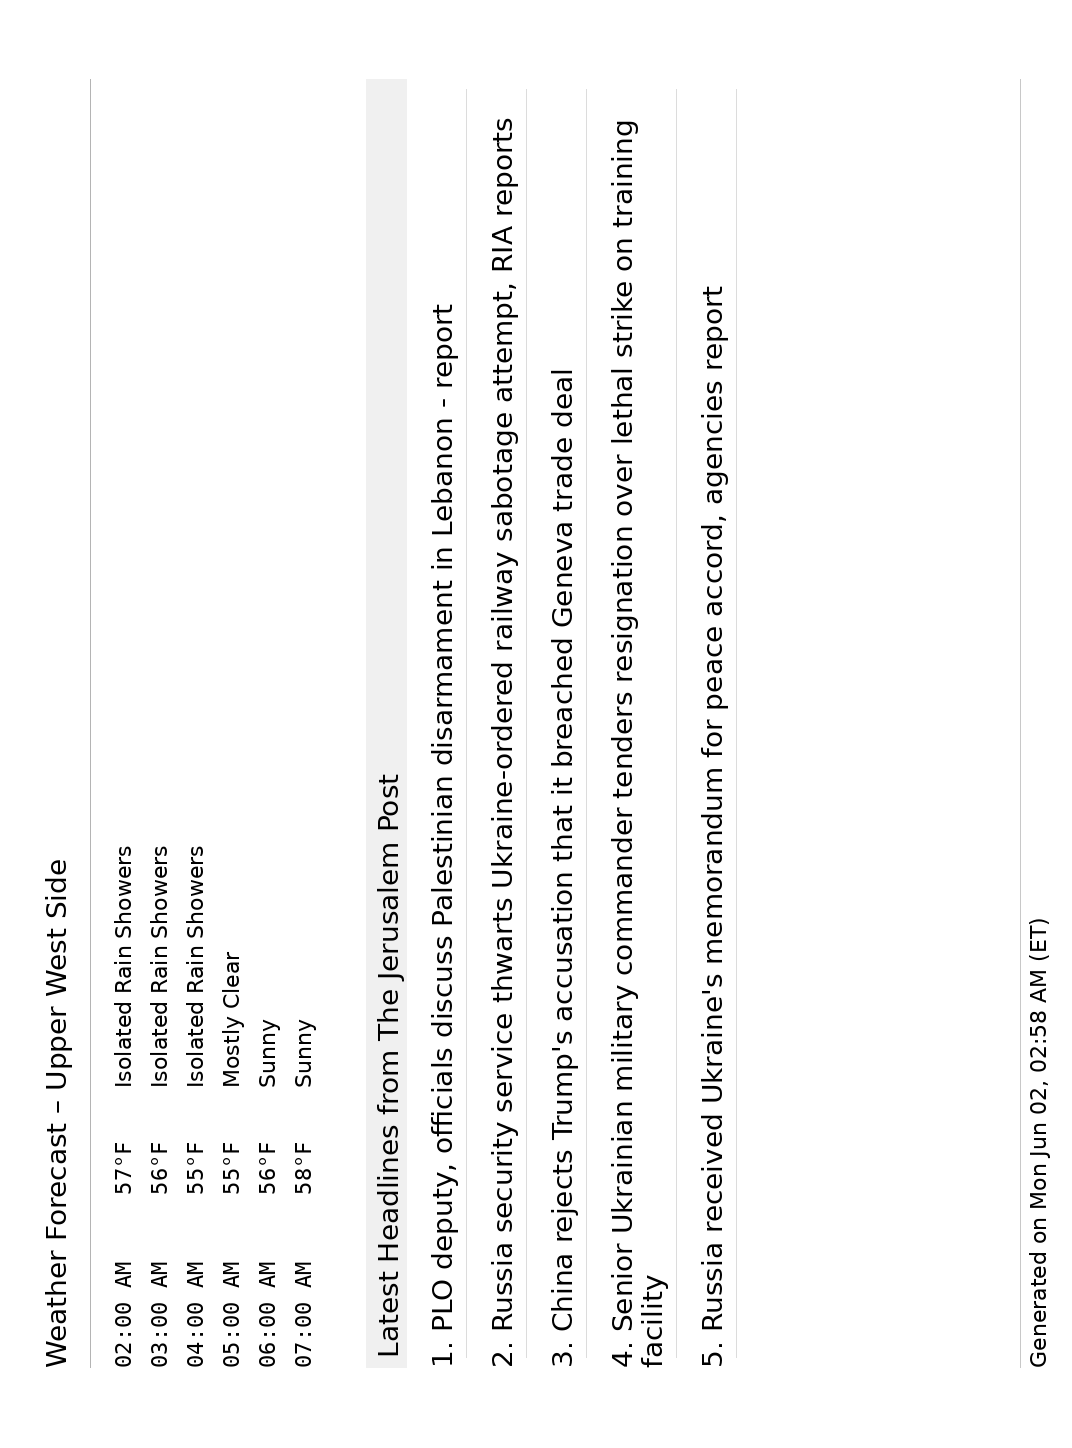 Weather Forecast – Upper West Side
02:00 AM 57°F Isolated Rain Showers
03:00 AM 56°F Isolated Rain Showers
04:00 AM 55°F Isolated Rain Showers
05:00 AM 55°F Mostly Clear
06:00 AM 56°F Sunny
07:00 AM 58°F Sunny
Latest Headlines from The Jerusalem Post
1. PLO deputy, officials discuss Palestinian disarmament in Lebanon - report
2. Russia security service thwarts Ukraine-ordered railway sabotage attempt, RIA reports
3. China rejects Trump's accusation that it breached Geneva trade deal
4. Senior Ukrainian military commander tenders resignation over lethal strike on training
facility
5. Russia received Ukraine's memorandum for peace accord, agencies report
Generated on Mon Jun 02, 02:58 AM (ET)